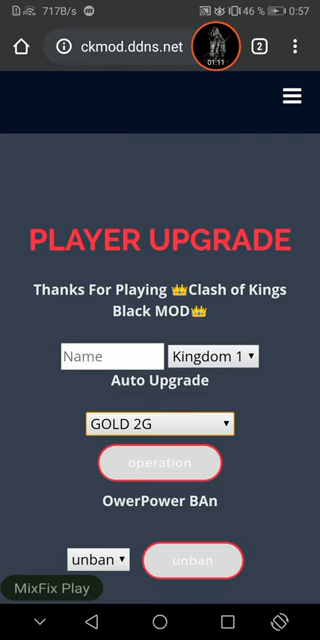 717B/s
46 %
0:57
ckmod.ddns.net
01:11
2
PLAYER UPGRADE
Thanks For Playing 👑Clash of Kings
Black MOD👑
Name
Kingdom 1
Auto Upgrade
GOLD 2G
operation
OwerPower BAn
unban
unban
MixFix Play